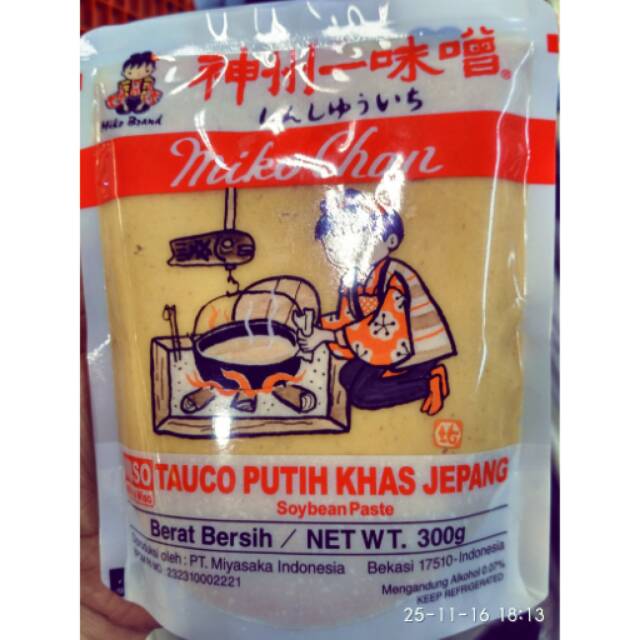 神州一味噌®
しんしゅういち
Miko Brand
Miko Chan
TAUCO PUTIH KHAS JEPANG
Soybean Paste
Berat Bersih / NET WT. 300g
oleh : PT. Miyasaka Indonesia Bekasi 17510-Indonesia
232310002221
Mengandung Alkohol 0.07%
KEEP REFRIGERATED
25-11-16 18:13